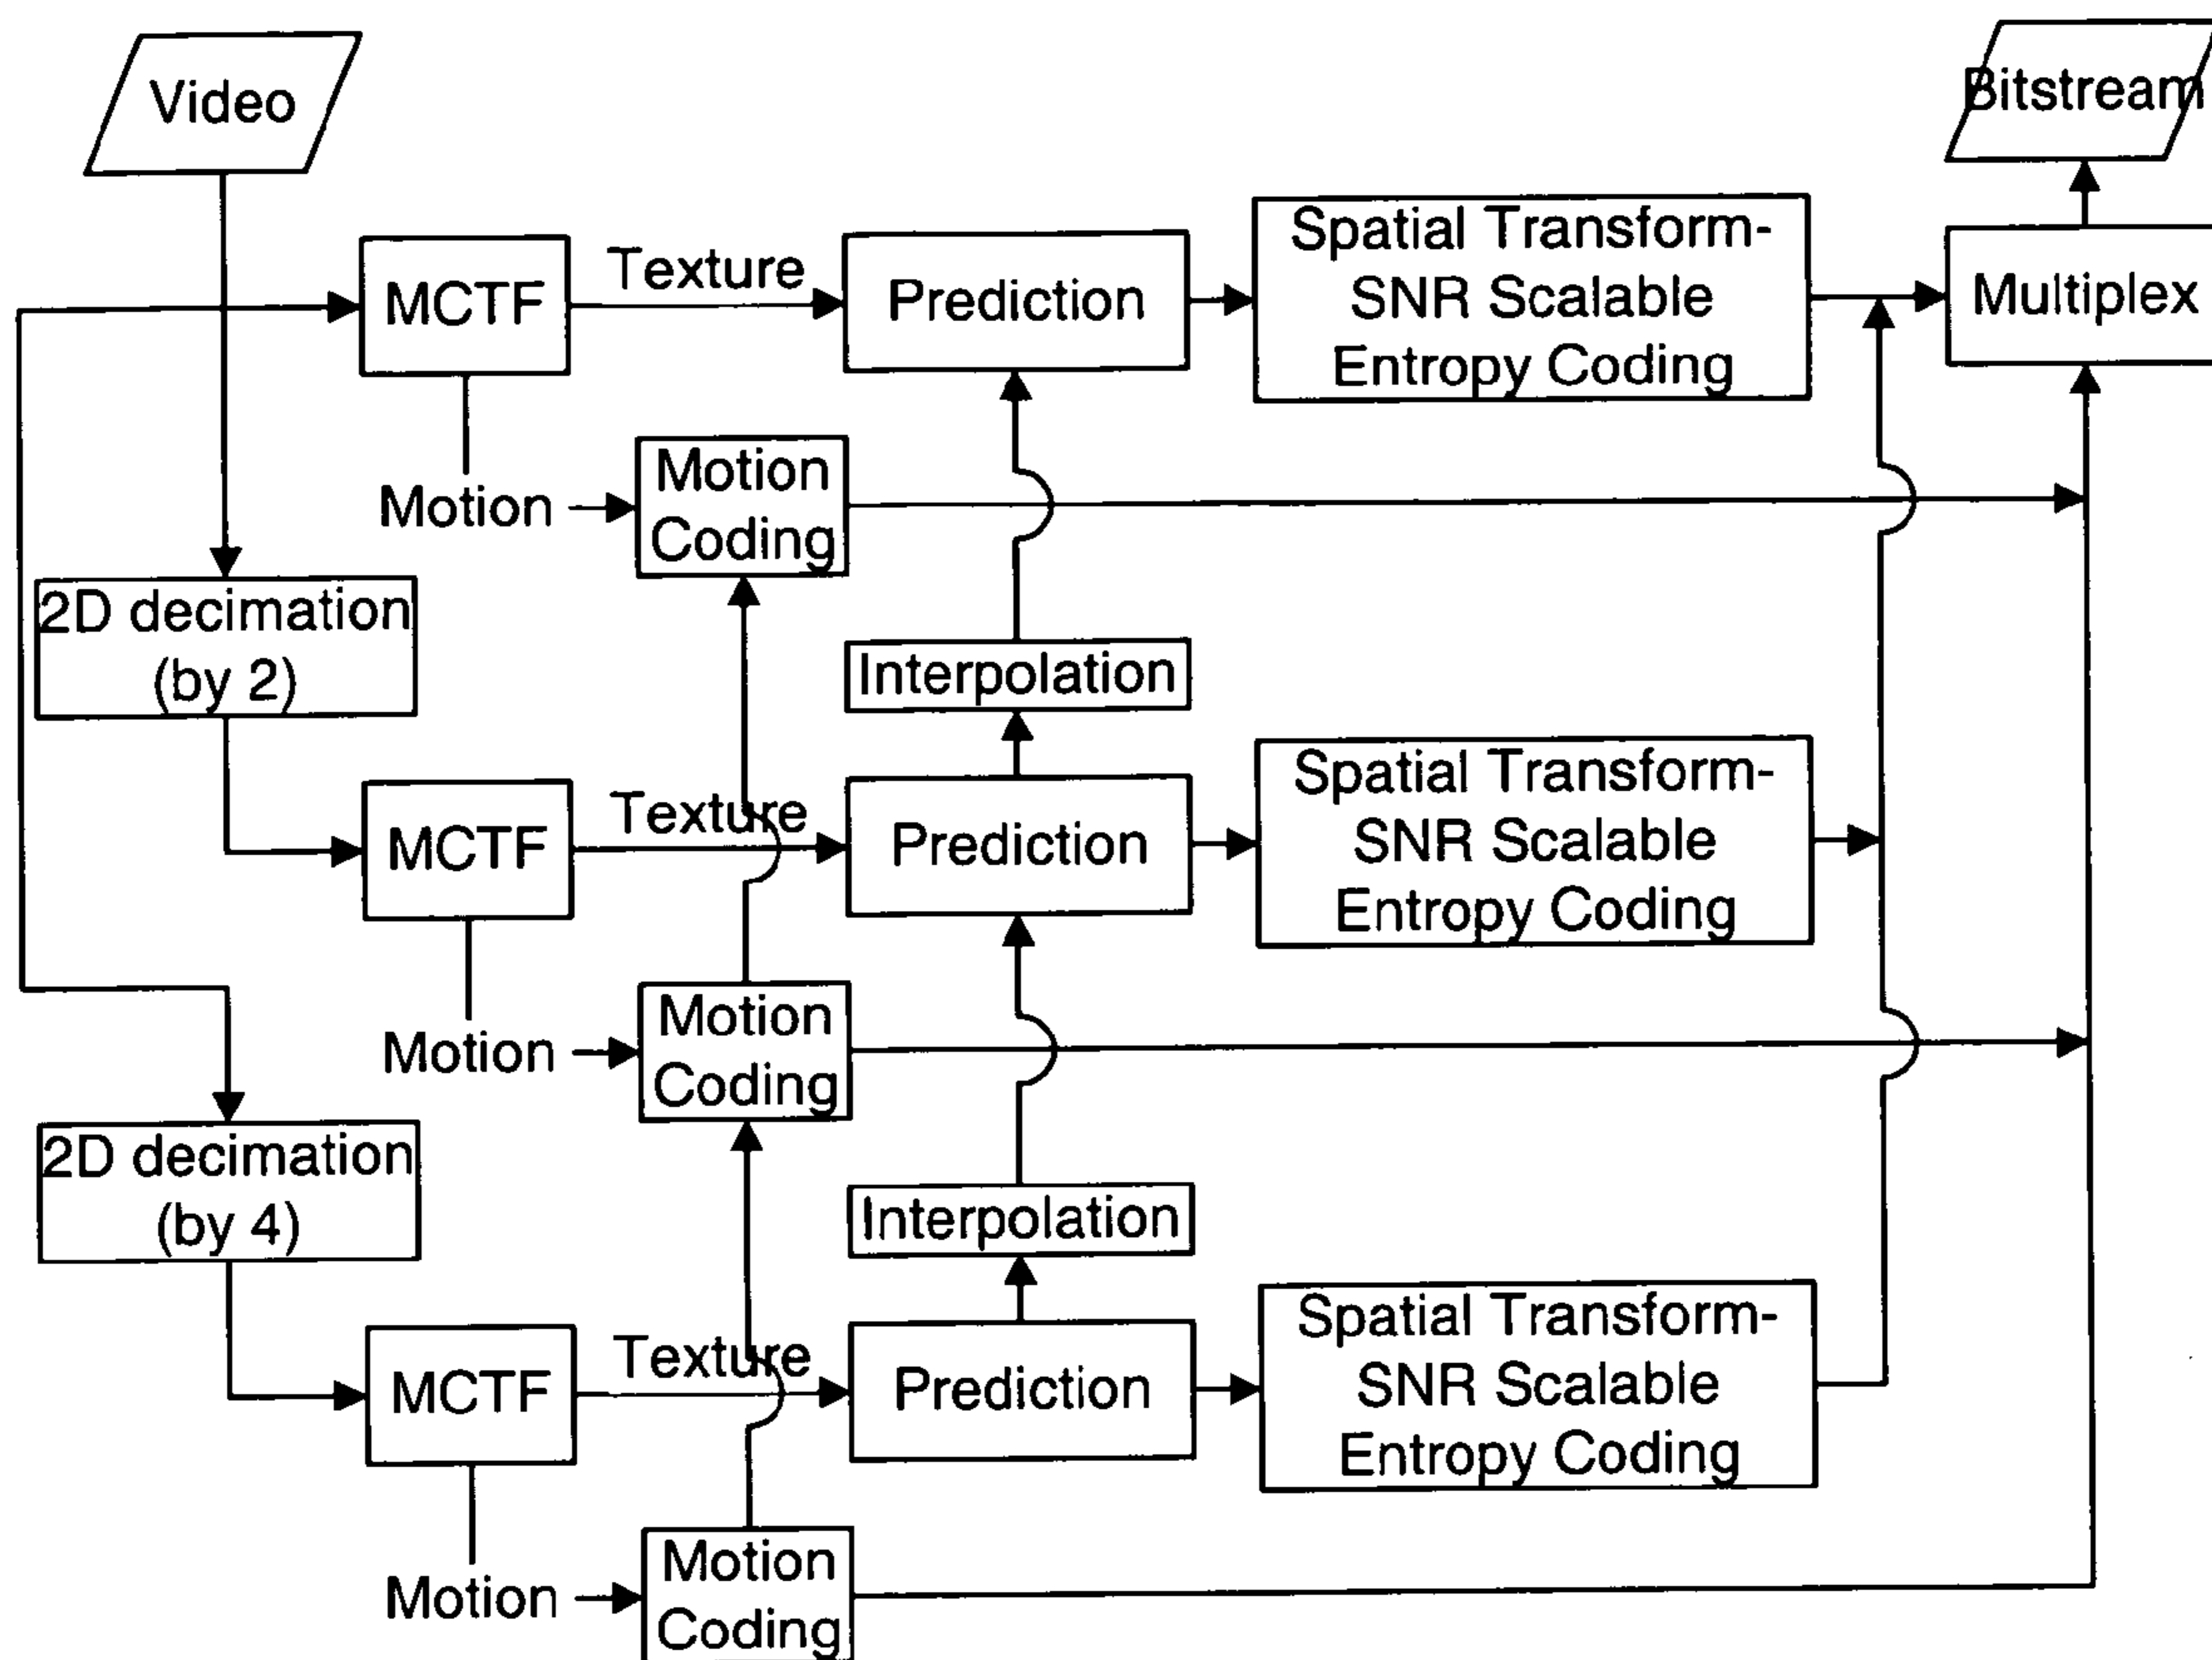 Video
Bitstream
MCTF
Texture
Prediction
Spatial Transform-
SNR Scalable
Entropy Coding
Multiplex
Motion
Motion
Coding
2D decimation
(by 2)
Interpolation
MCTF
Texture
Prediction
Spatial Transform-
SNR Scalable
Entropy Coding
Motion
Motion
Coding
2D decimation
(by 4)
Interpolation
MCTF
Texture
Prediction
Spatial Transform-
SNR Scalable
Entropy Coding
Motion
Motion
Coding